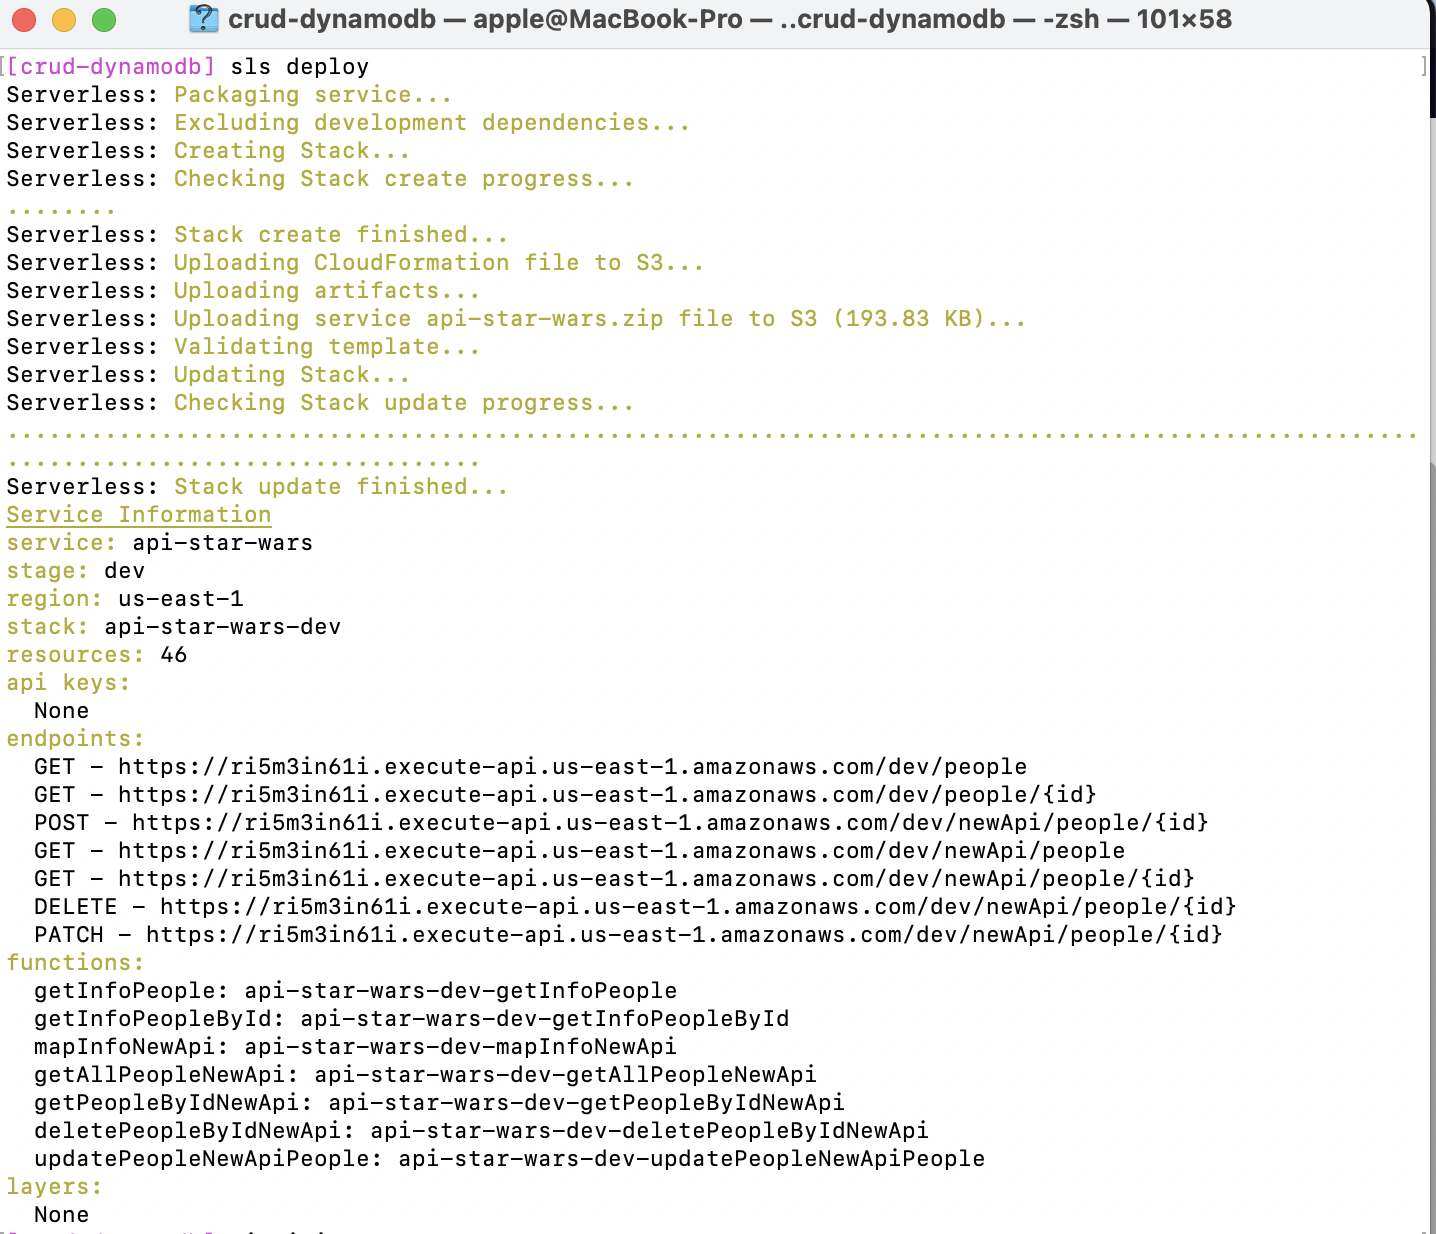 crud-dynamodb — apple@MacBook-Pro — ..crud-dynamodb — -zsh — 101×58
[[crud-dynamodb] sls deploy ]
Serverless: Packaging service...
Serverless: Excluding development dependencies...
Serverless: Creating Stack...
Serverless: Checking Stack create progress...
........
Serverless: Stack create finished...
Serverless: Uploading CloudFormation file to S3...
Serverless: Uploading artifacts...
Serverless: Uploading service api-star-wars.zip file to S3 (193.83 KB)...
Serverless: Validating template...
Serverless: Updating Stack...
Serverless: Checking Stack update progress...
.....................................................................................................
..................................
Serverless: Stack update finished...
Service Information
service: api-star-wars
stage: dev
region: us-east-1
stack: api-star-wars-dev
resources: 46
api keys:
None
endpoints:
GET - https://ri5m3in61i.execute-api.us-east-1.amazonaws.com/dev/people
GET - https://ri5m3in61i.execute-api.us-east-1.amazonaws.com/dev/people/{id}
POST - https://ri5m3in61i.execute-api.us-east-1.amazonaws.com/dev/newApi/people/{id}
GET - https://ri5m3in61i.execute-api.us-east-1.amazonaws.com/dev/newApi/people
GET - https://ri5m3in61i.execute-api.us-east-1.amazonaws.com/dev/newApi/people/{id}
DELETE - https://ri5m3in61i.execute-api.us-east-1.amazonaws.com/dev/newApi/people/{id}
PATCH - https://ri5m3in61i.execute-api.us-east-1.amazonaws.com/dev/newApi/people/{id}
functions:
getInfoPeople: api-star-wars-dev-getInfoPeople
getInfoPeopleById: api-star-wars-dev-getInfoPeopleById
mapInfoNewApi: api-star-wars-dev-mapInfoNewApi
getAllPeopleNewApi: api-star-wars-dev-getAllPeopleNewApi
getPeopleByIdNewApi: api-star-wars-dev-getPeopleByIdNewApi
deletePeopleByIdNewApi: api-star-wars-dev-deletePeopleByIdNewApi
updatePeopleNewApiPeople: api-star-wars-dev-updatePeopleNewApiPeople
layers:
None